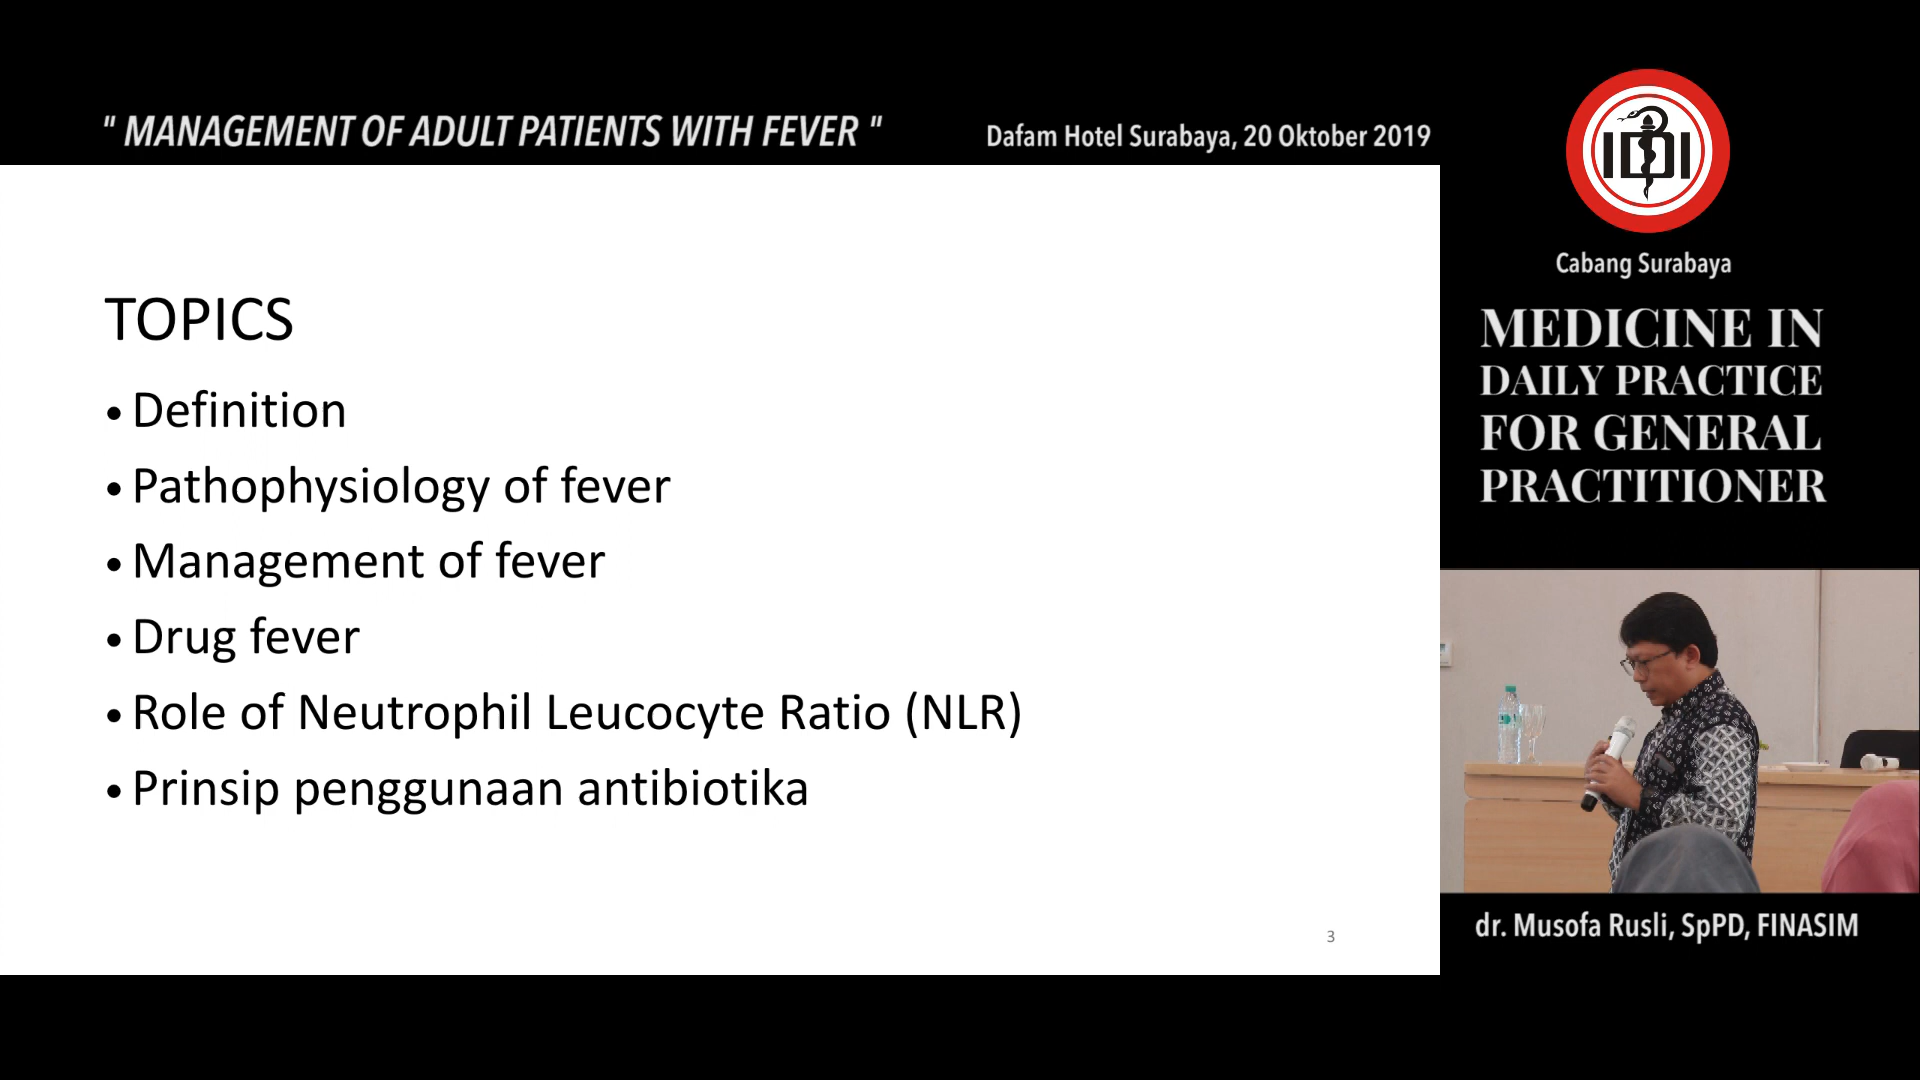 " MANAGEMENT OF ADULT PATIENTS WITH FEVER "
Dafam Hotel Surabaya, 20 Oktober 2019
IDI
Cabang Surabaya
MEDICINE IN
DAILY PRACTICE
FOR GENERAL
PRACTITIONER
TOPICS
• Definition
• Pathophysiology of fever
• Management of fever
• Drug fever
• Role of Neutrophil Leucocyte Ratio (NLR)
• Prinsip penggunaan antibiotika
3
dr. Musofa Rusli, SpPD, FINASIM